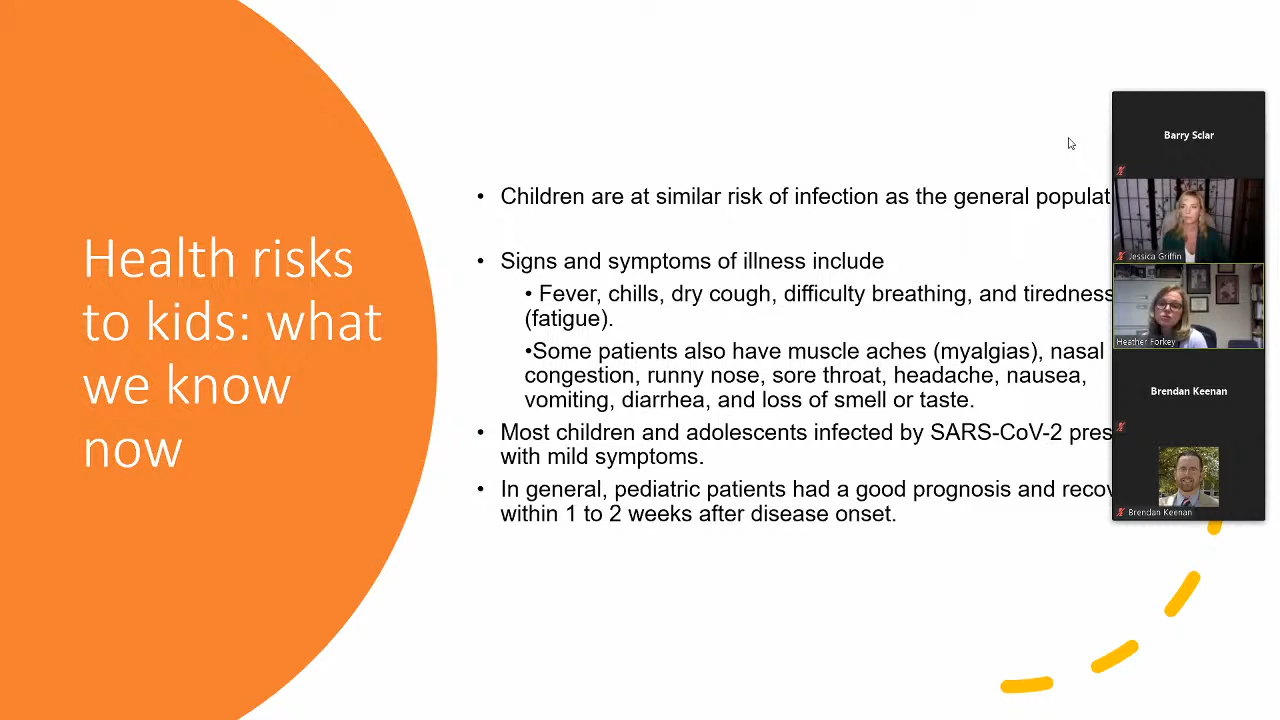 Health risks
to kids: what
we know
now
• Children are at similar risk of infection as the general populat
• Signs and symptoms of illness include
• Fever, chills, dry cough, difficulty breathing, and tiredness
(fatigue).
•Some patients also have muscle aches (myalgias), nasal
congestion, runny nose, sore throat, headache, nausea,
vomiting, diarrhea, and loss of smell or taste.
• Most children and adolescents infected by SARS-CoV-2 pres
with mild symptoms.
• In general, pediatric patients had a good prognosis and recov
within 1 to 2 weeks after disease onset.
Barry Sclar
Jessica Griffin
Heather Forkey
Brendan Keenan
Brendan Keenan